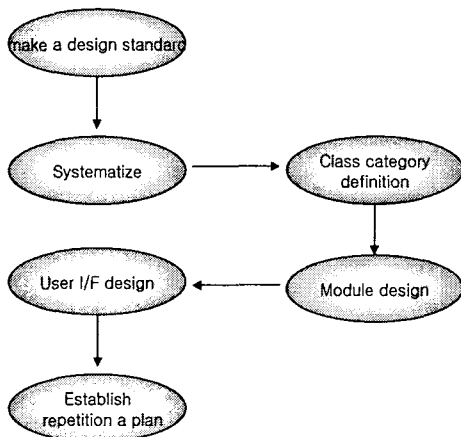 make a design standard
Systematize
Class category
definition
Module design
User I/F design
Establish
repetition a plan